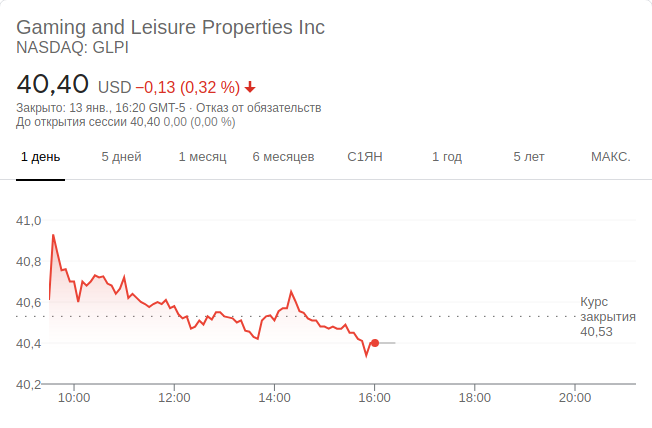 Gaming and Leisure Properties Inc
NASDAQ: GLPI
40,40 USD −0,13 (0,32 %)
Закрыто: 13 янв., 16:20 GMT-5 · Отказ от обязательств
До открытия сессии 40,40 0,00 (0,00 %)
1 день 5 дней 1 месяц 6 месяцев С1ЯН 1 год 5 лет МАКС.
41,0
40,8
40,6
Курс
закрытия
40,53
40,4
40,2
10:00 12:00 14:00 16:00 18:00 20:00